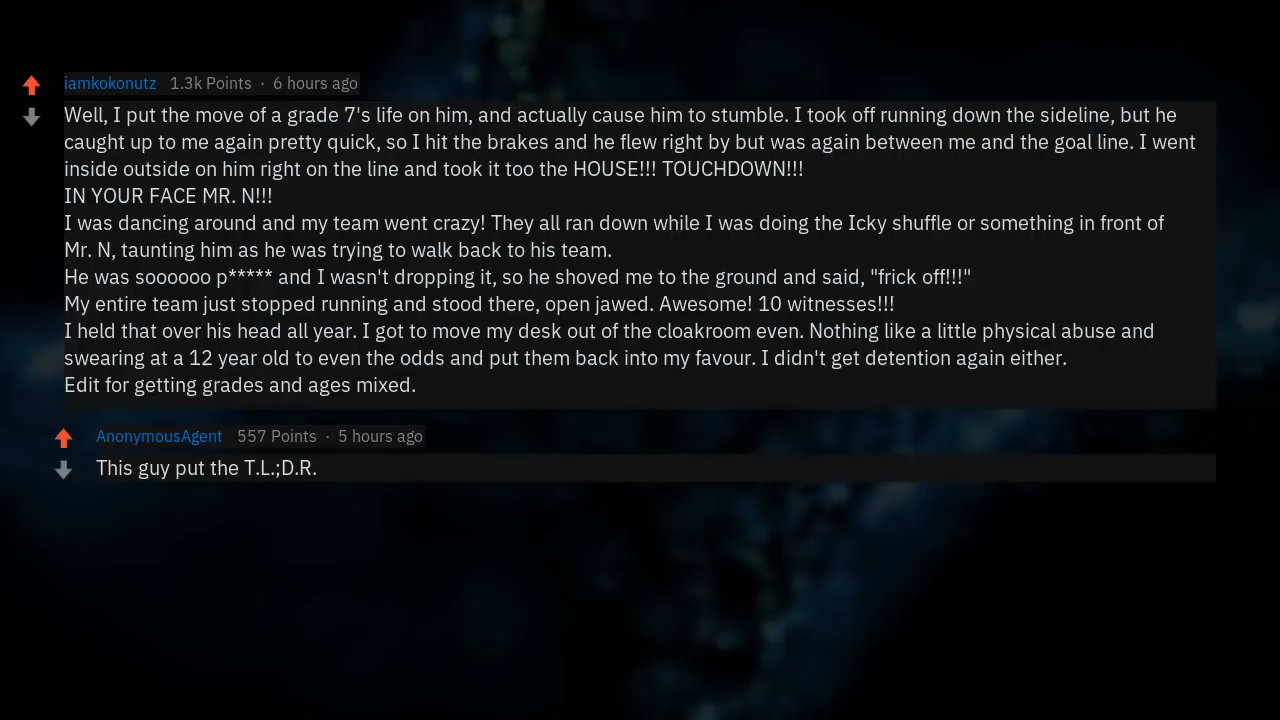 iamkokonutz 1.3k Points · 6 hours ago
Well, I put the move of a grade 7's life on him, and actually cause him to stumble. I took off running down the sideline, but he
caught up to me again pretty quick, so I hit the brakes and he flew right by but was again between me and the goal line. I went
inside outside on him right on the line and took it too the HOUSE!!! TOUCHDOWN!!!
IN YOUR FACE MR. N!!!
I was dancing around and my team went crazy! They all ran down while I was doing the Icky shuffle or something in front of
Mr. N, taunting him as he was trying to walk back to his team.
He was soooooo p***** and I wasn't dropping it, so he shoved me to the ground and said, "frick off!!!"
My entire team just stopped running and stood there, open jawed. Awesome! 10 witnesses!!!
I held that over his head all year. I got to move my desk out of the cloakroom even. Nothing like a little physical abuse and
swearing at a 12 year old to even the odds and put them back into my favour. I didn't get detention again either.
Edit for getting grades and ages mixed.
AnonymousAgent 557 Points · 5 hours ago
This guy put the T.L.;D.R.